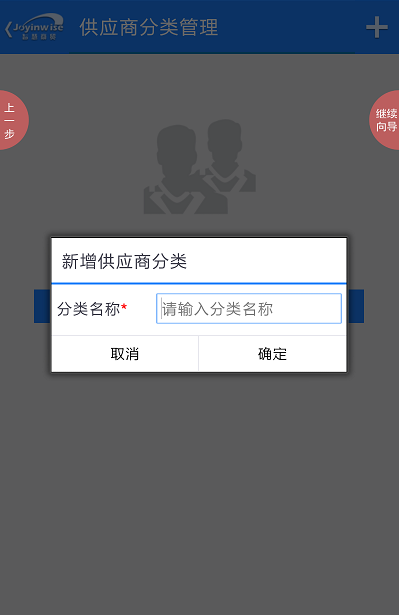 Joyinwise
供应商分类管理
上一步
继续
向导
新增供应商分类
分类名称*
请输入分类名称
取消
确定